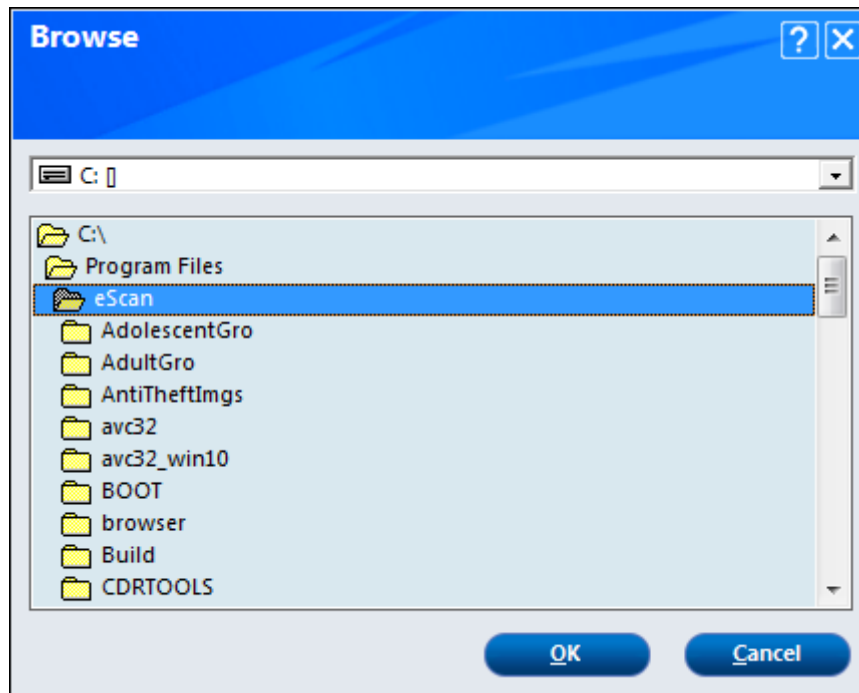 Browse
?
C: []
C:\
Program Files
eScan
AdolescentGro
AdultGro
AntiTheftImgs
avc32
avc32_win10
BOOT
browser
Build
CDRTOOLS
OK
Cancel